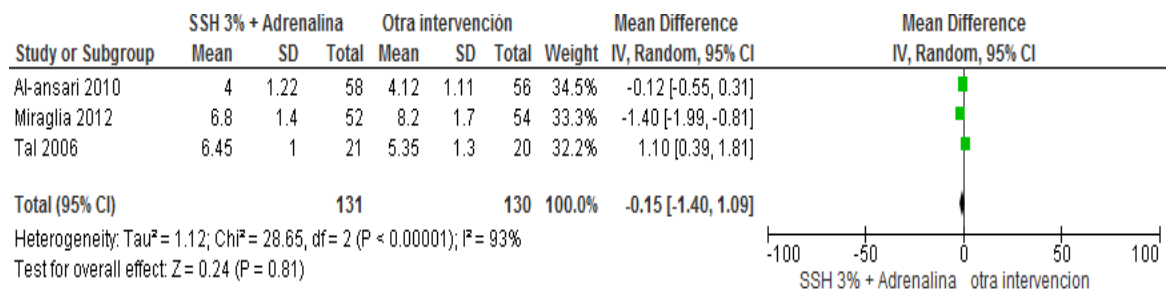 SSH 3% + Adrenalina Otra intervención Mean Difference Mean Difference
Study or Subgroup Mean SD Total Mean SD Total Weight IV, Random, 95% CI IV, Random, 95% CI
Al-ansari 2010 4 1.22 58 4.12 1.11 56 34.5% -0.12 [-0.55, 0.31]
Miraglia 2012 6.8 1.4 52 8.2 1.7 54 33.3% -1.40 [-1.99, -0.81]
Tal 2006 6.45 1 21 5.35 1.3 20 32.2% 1.10 [0.39, 1.81]
Total (95% CI) 131 130 100.0% -0.15 [-1.40, 1.09]
Heterogeneity: Tau² = 1.12; Chi² = 28.65, df = 2 (P < 0.00001); I² = 93%
Test for overall effect: Z = 0.24 (P = 0.81)
-100 -50 0 50 100
SSH 3% + Adrenalina otra intervencion